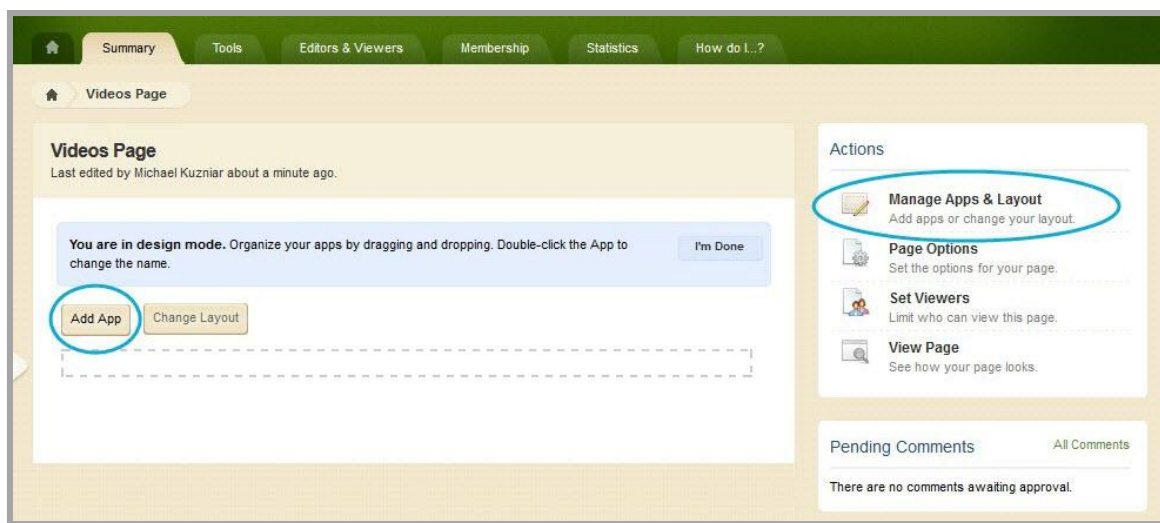 Summary
Tools
Editors & Viewers
Membership
Statistics
How do I...?
Videos Page
Videos Page
Last edited by Michael Kuzniar about a minute ago.
You are in design mode. Organize your apps by dragging and dropping. Double-click the App to
change the name.
I'm Done
Add App
Change Layout
Actions
Manage Apps & Layout
Add apps or change your layout.
Page Options
Set the options for your page.
Set Viewers
Limit who can view this page.
View Page
See how your page looks.
Pending Comments
All Comments
There are no comments awaiting approval.